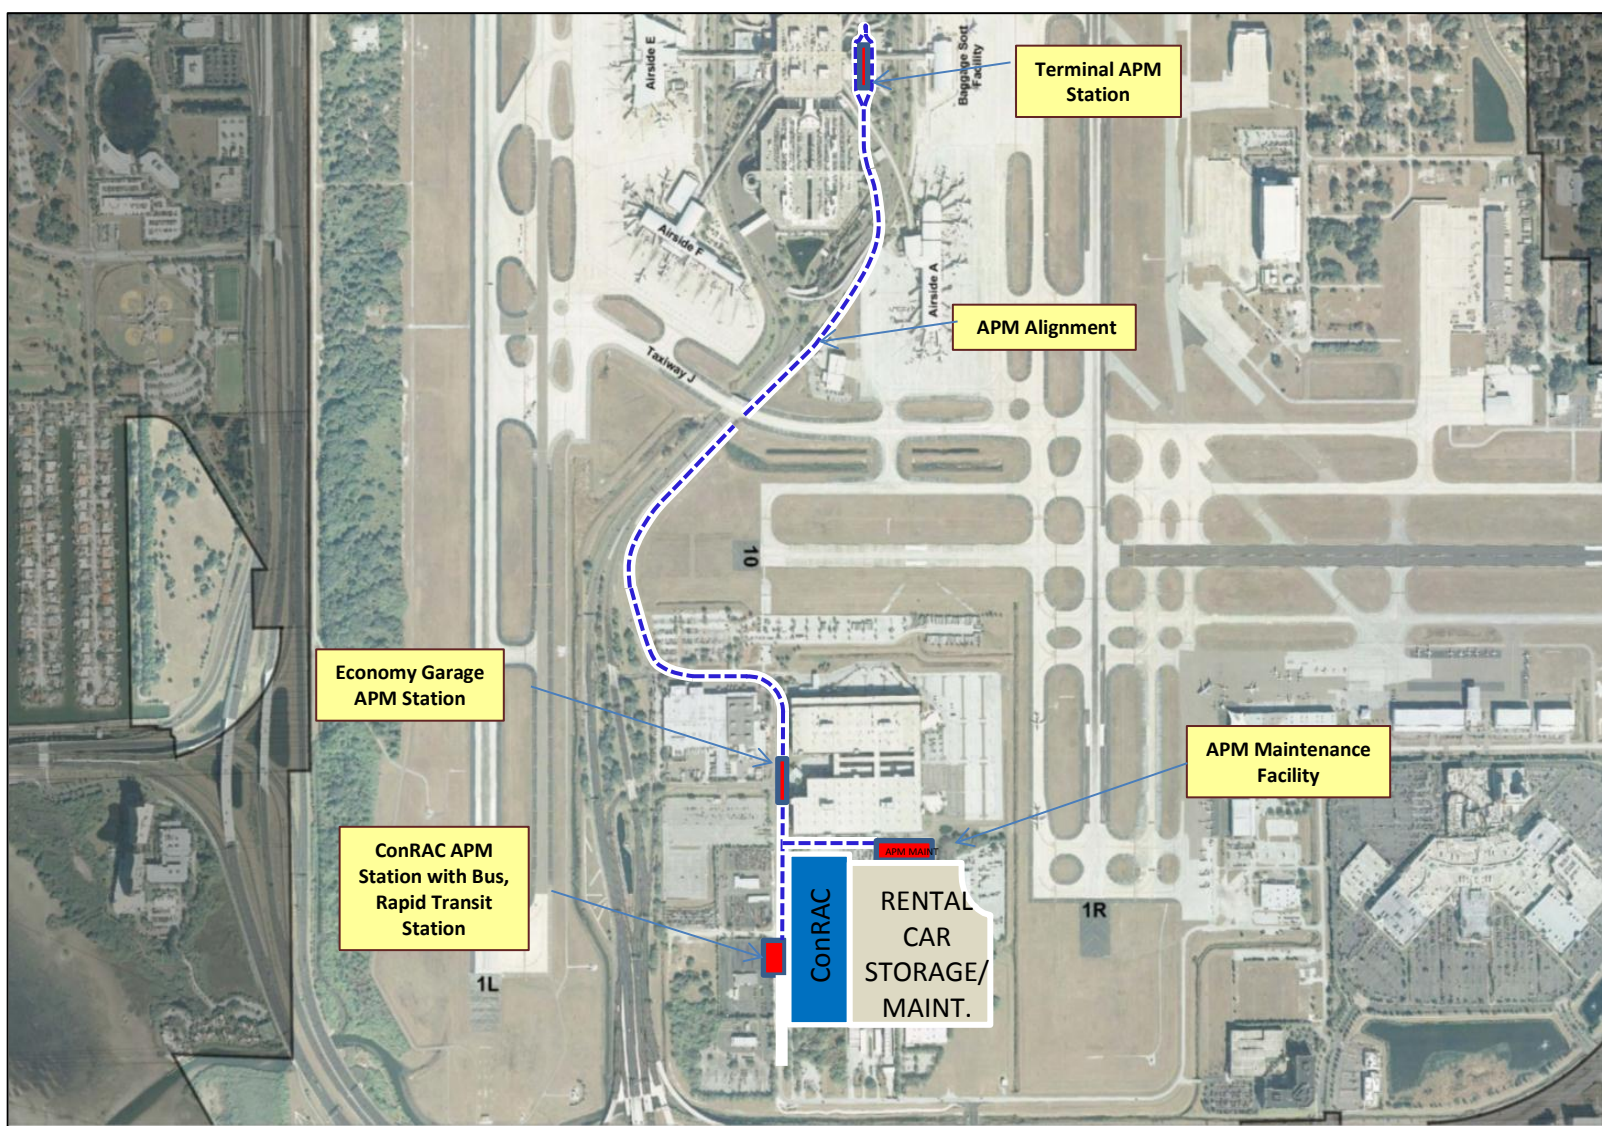 Airside E
Baggage Sort
Facility
Terminal APM
Station
Airside F
Airside A
APM Alignment
Taxiway J
10
Economy Garage
APM Station
APM Maintenance
Facility
ConRAC APM
Station with Bus,
Rapid Transit
Station
APM MAINT
ConRAC
RENTAL
CAR
STORAGE/
MAINT.
1R
1L